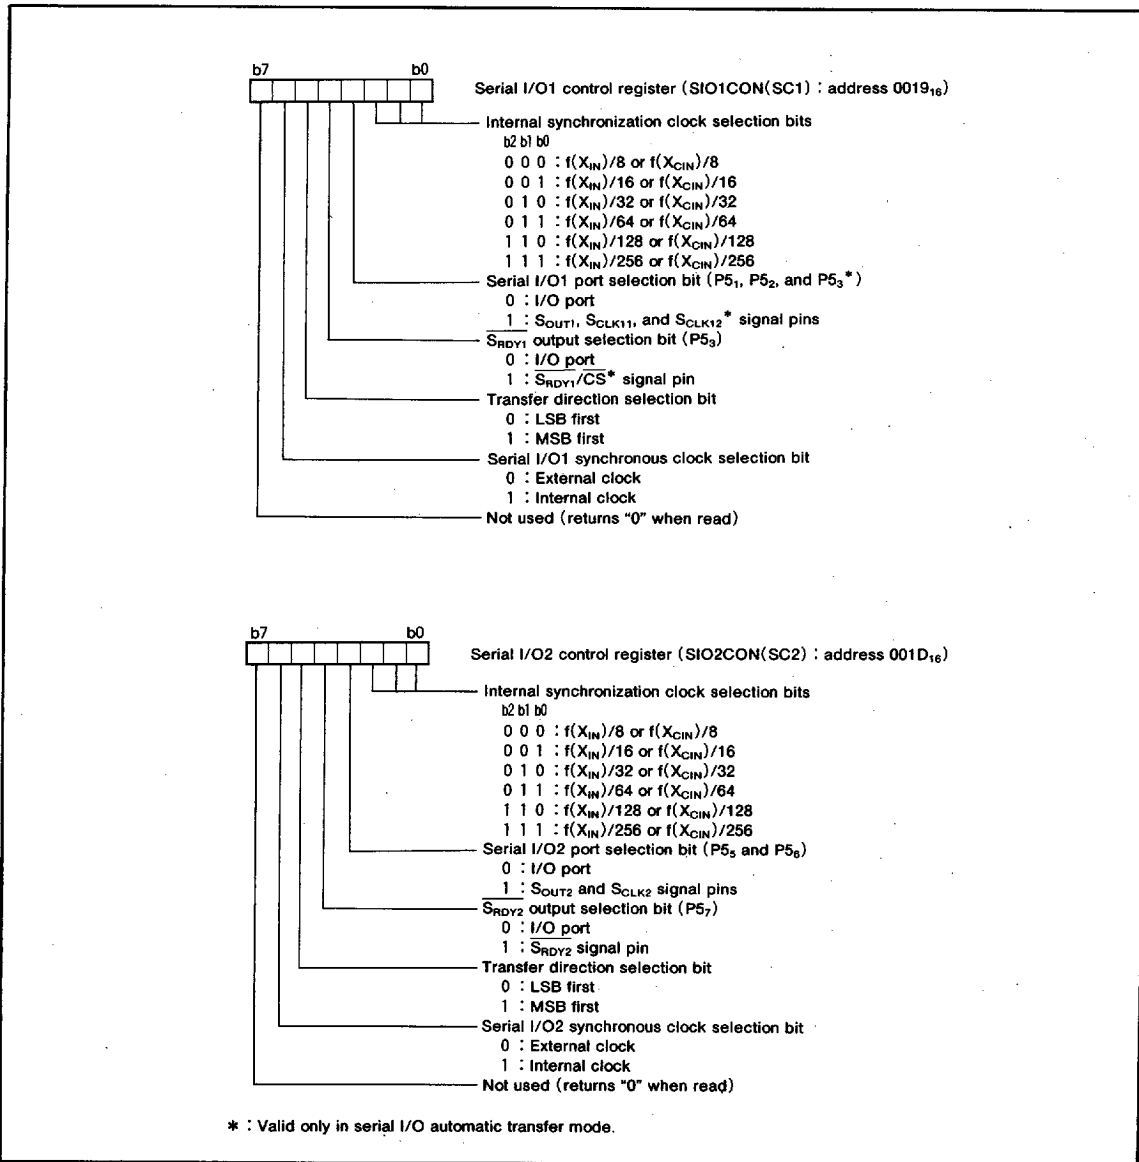 b7 b0
Serial I/O1 control register (SIO1CON(SC1) : address 0019₁₆)
Internal synchronization clock selection bits
b2 b1 b0
0 0 0 : f(X_IN)/8 or f(X_CIN)/8
0 0 1 : f(X_IN)/16 or f(X_CIN)/16
0 1 0 : f(X_IN)/32 or f(X_CIN)/32
0 1 1 : f(X_IN)/64 or f(X_CIN)/64
1 1 0 : f(X_IN)/128 or f(X_CIN)/128
1 1 1 : f(X_IN)/256 or f(X_CIN)/256
Serial I/O1 port selection bit (P5₁, P5₂, and P5₃*)
0 : I/O port
1 : S_OUT1, S_CLK11, and S_CLK12* signal pins
S̅_RDY1 output selection bit (P5₃)
0 : I/O port
1 : S̅_RDY1/C̅S̅* signal pin
Transfer direction selection bit
0 : LSB first
1 : MSB first
Serial I/O1 synchronous clock selection bit
0 : External clock
1 : Internal clock
Not used (returns "0" when read)
b7 b0
Serial I/O2 control register (SIO2CON(SC2) : address 001D₁₆)
Internal synchronization clock selection bits
b2 b1 b0
0 0 0 : f(X_IN)/8 or f(X_CIN)/8
0 0 1 : f(X_IN)/16 or f(X_CIN)/16
0 1 0 : f(X_IN)/32 or f(X_CIN)/32
0 1 1 : f(X_IN)/64 or f(X_CIN)/64
1 1 0 : f(X_IN)/128 or f(X_CIN)/128
1 1 1 : f(X_IN)/256 or f(X_CIN)/256
Serial I/O2 port selection bit (P5₅ and P5₆)
0 : I/O port
1 : S_OUT2 and S_CLK2 signal pins
S̅_RDY2 output selection bit (P5₇)
0 : I/O port
1 : S̅_RDY2 signal pin
Transfer direction selection bit
0 : LSB first
1 : MSB first
Serial I/O2 synchronous clock selection bit
0 : External clock
1 : Internal clock
Not used (returns "0" when read)
* : Valid only in serial I/O automatic transfer mode.